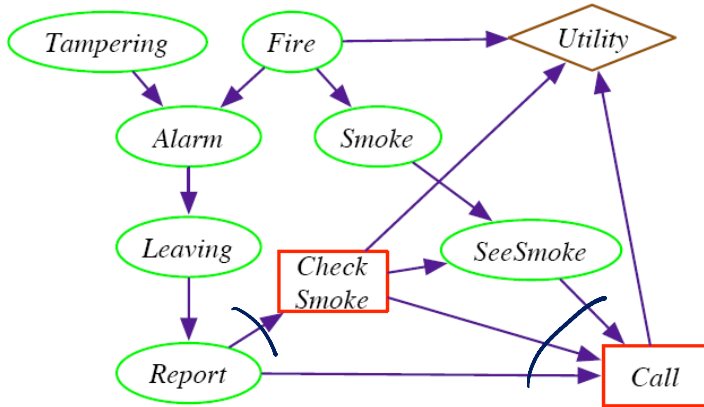 Tampering
Fire
Utility
Alarm
Smoke
Leaving
Check
Smoke
SeeSmoke
Report
Call